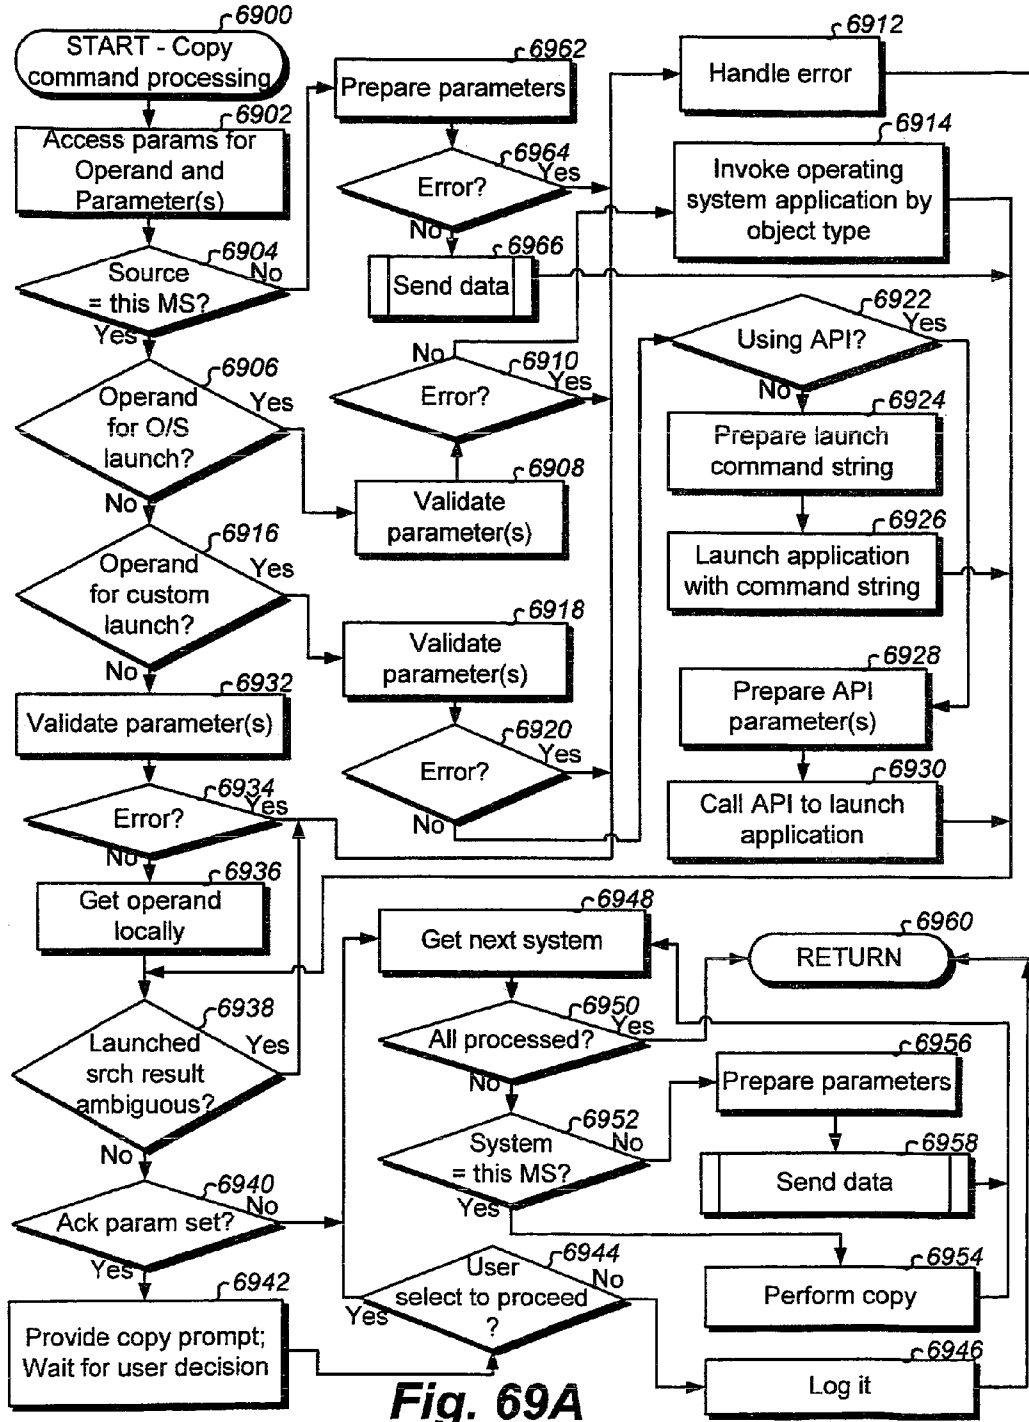 6900
START - Copy
command processing
6902
Access params for
Operand and
Parameter(s)
6904
Source
= this MS?
No
Yes
6906
Operand
for O/S
launch?
Yes
No
6916
Operand
for custom
launch?
Yes
No
6932
Validate parameter(s)
6934
Error?
Yes
No
6936
Get operand
locally
6938
Launched
srch result
ambiguous?
Yes
No
6940
Ack param set?
No
Yes
6942
Provide copy prompt;
Wait for user decision
6962
Prepare parameters
6964
Error?
Yes
No
6966
Send data
No
6910
Error?
Yes
6908
Validate
parameter(s)
6918
Validate
parameter(s)
6920
Error?
Yes
No
6912
Handle error
6914
Invoke operating
system application by
object type
6922
Using API?
Yes
No
6924
Prepare launch
command string
6926
Launch application
with command string
6928
Prepare API
parameter(s)
6930
Call API to launch
application
6948
Get next system
6950
All processed?
Yes
No
6952
System
= this MS?
No
Yes
6944
User
select to proceed
?
No
Yes
6960
RETURN
6956
Prepare parameters
6958
Send data
6954
Perform copy
6946
Log it
Fig. 69A